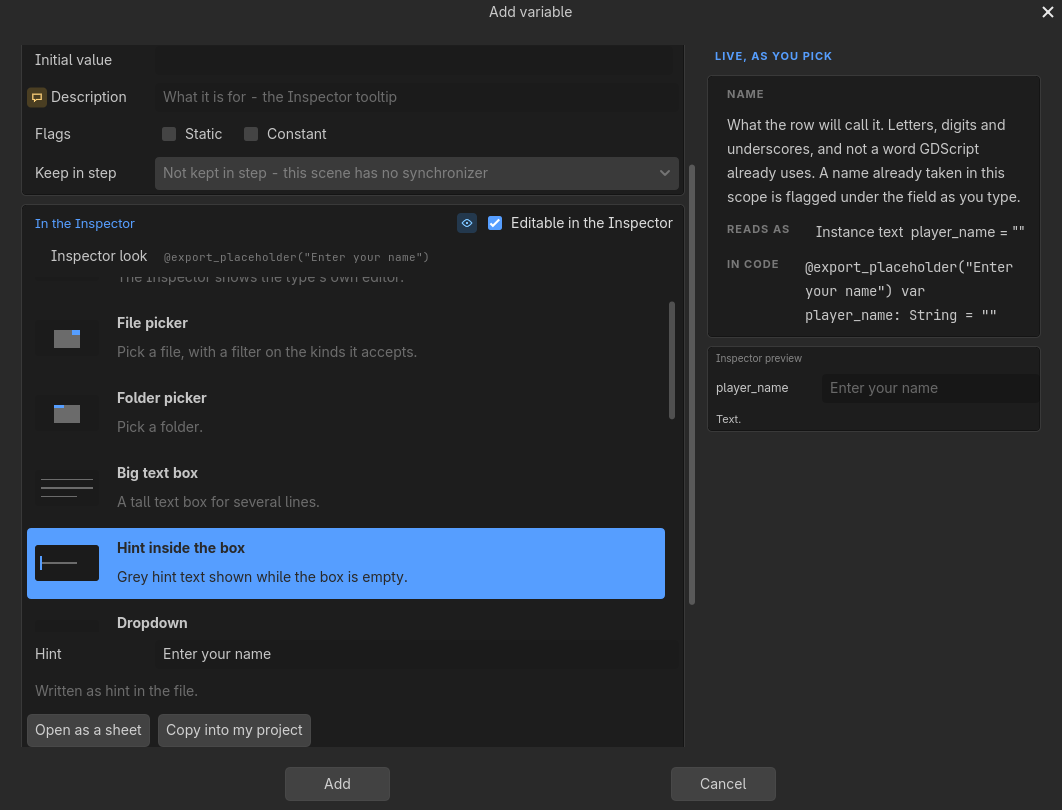 Add variable
Initial value
Description
What it is for - the Inspector tooltip
Flags
Static
Constant
Keep in step
Not kept in step - this scene has no synchronizer
In the Inspector
Editable in the Inspector
Inspector look
@export_placeholder("Enter your name")
The Inspector shows the type's own editor.
File picker
Pick a file, with a filter on the kinds it accepts.
Folder picker
Pick a folder.
Big text box
A tall text box for several lines.
Hint inside the box
Grey hint text shown while the box is empty.
Dropdown
Hint
Enter your name
Written as hint in the file.
Open as a sheet
Copy into my project
LIVE, AS YOU PICK
NAME
What the row will call it. Letters, digits and
underscores, and not a word GDScript
already uses. A name already taken in this
scope is flagged under the field as you type.
READS AS
Instance text player_name = ""
IN CODE
@export_placeholder("Enter
your name") var
player_name: String = ""
Inspector preview
player_name
Enter your name
Text.
Add
Cancel